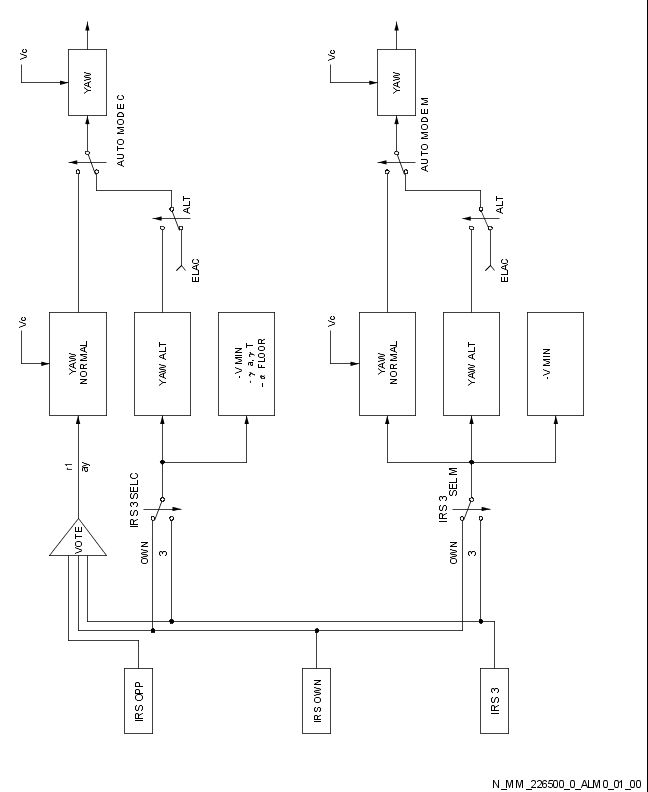 Vc
YAW
AUTO MODE C
ALT
ELAC
Vc
YAW
NORMAL
YAW ALT
-V MIN
- γ a, γ T
- α FLOOR
r1
ay
VOTE
IRS 3 SEL C
OWN
3
IRS OPP
Vc
YAW
AUTO MODE M
ALT
ELAC
Vc
YAW
NORMAL
YAW ALT
-V MIN
IRS 3
SEL M
OWN
3
IRS OWN
IRS 3
N_MM_226500_0_ALM0_01_00